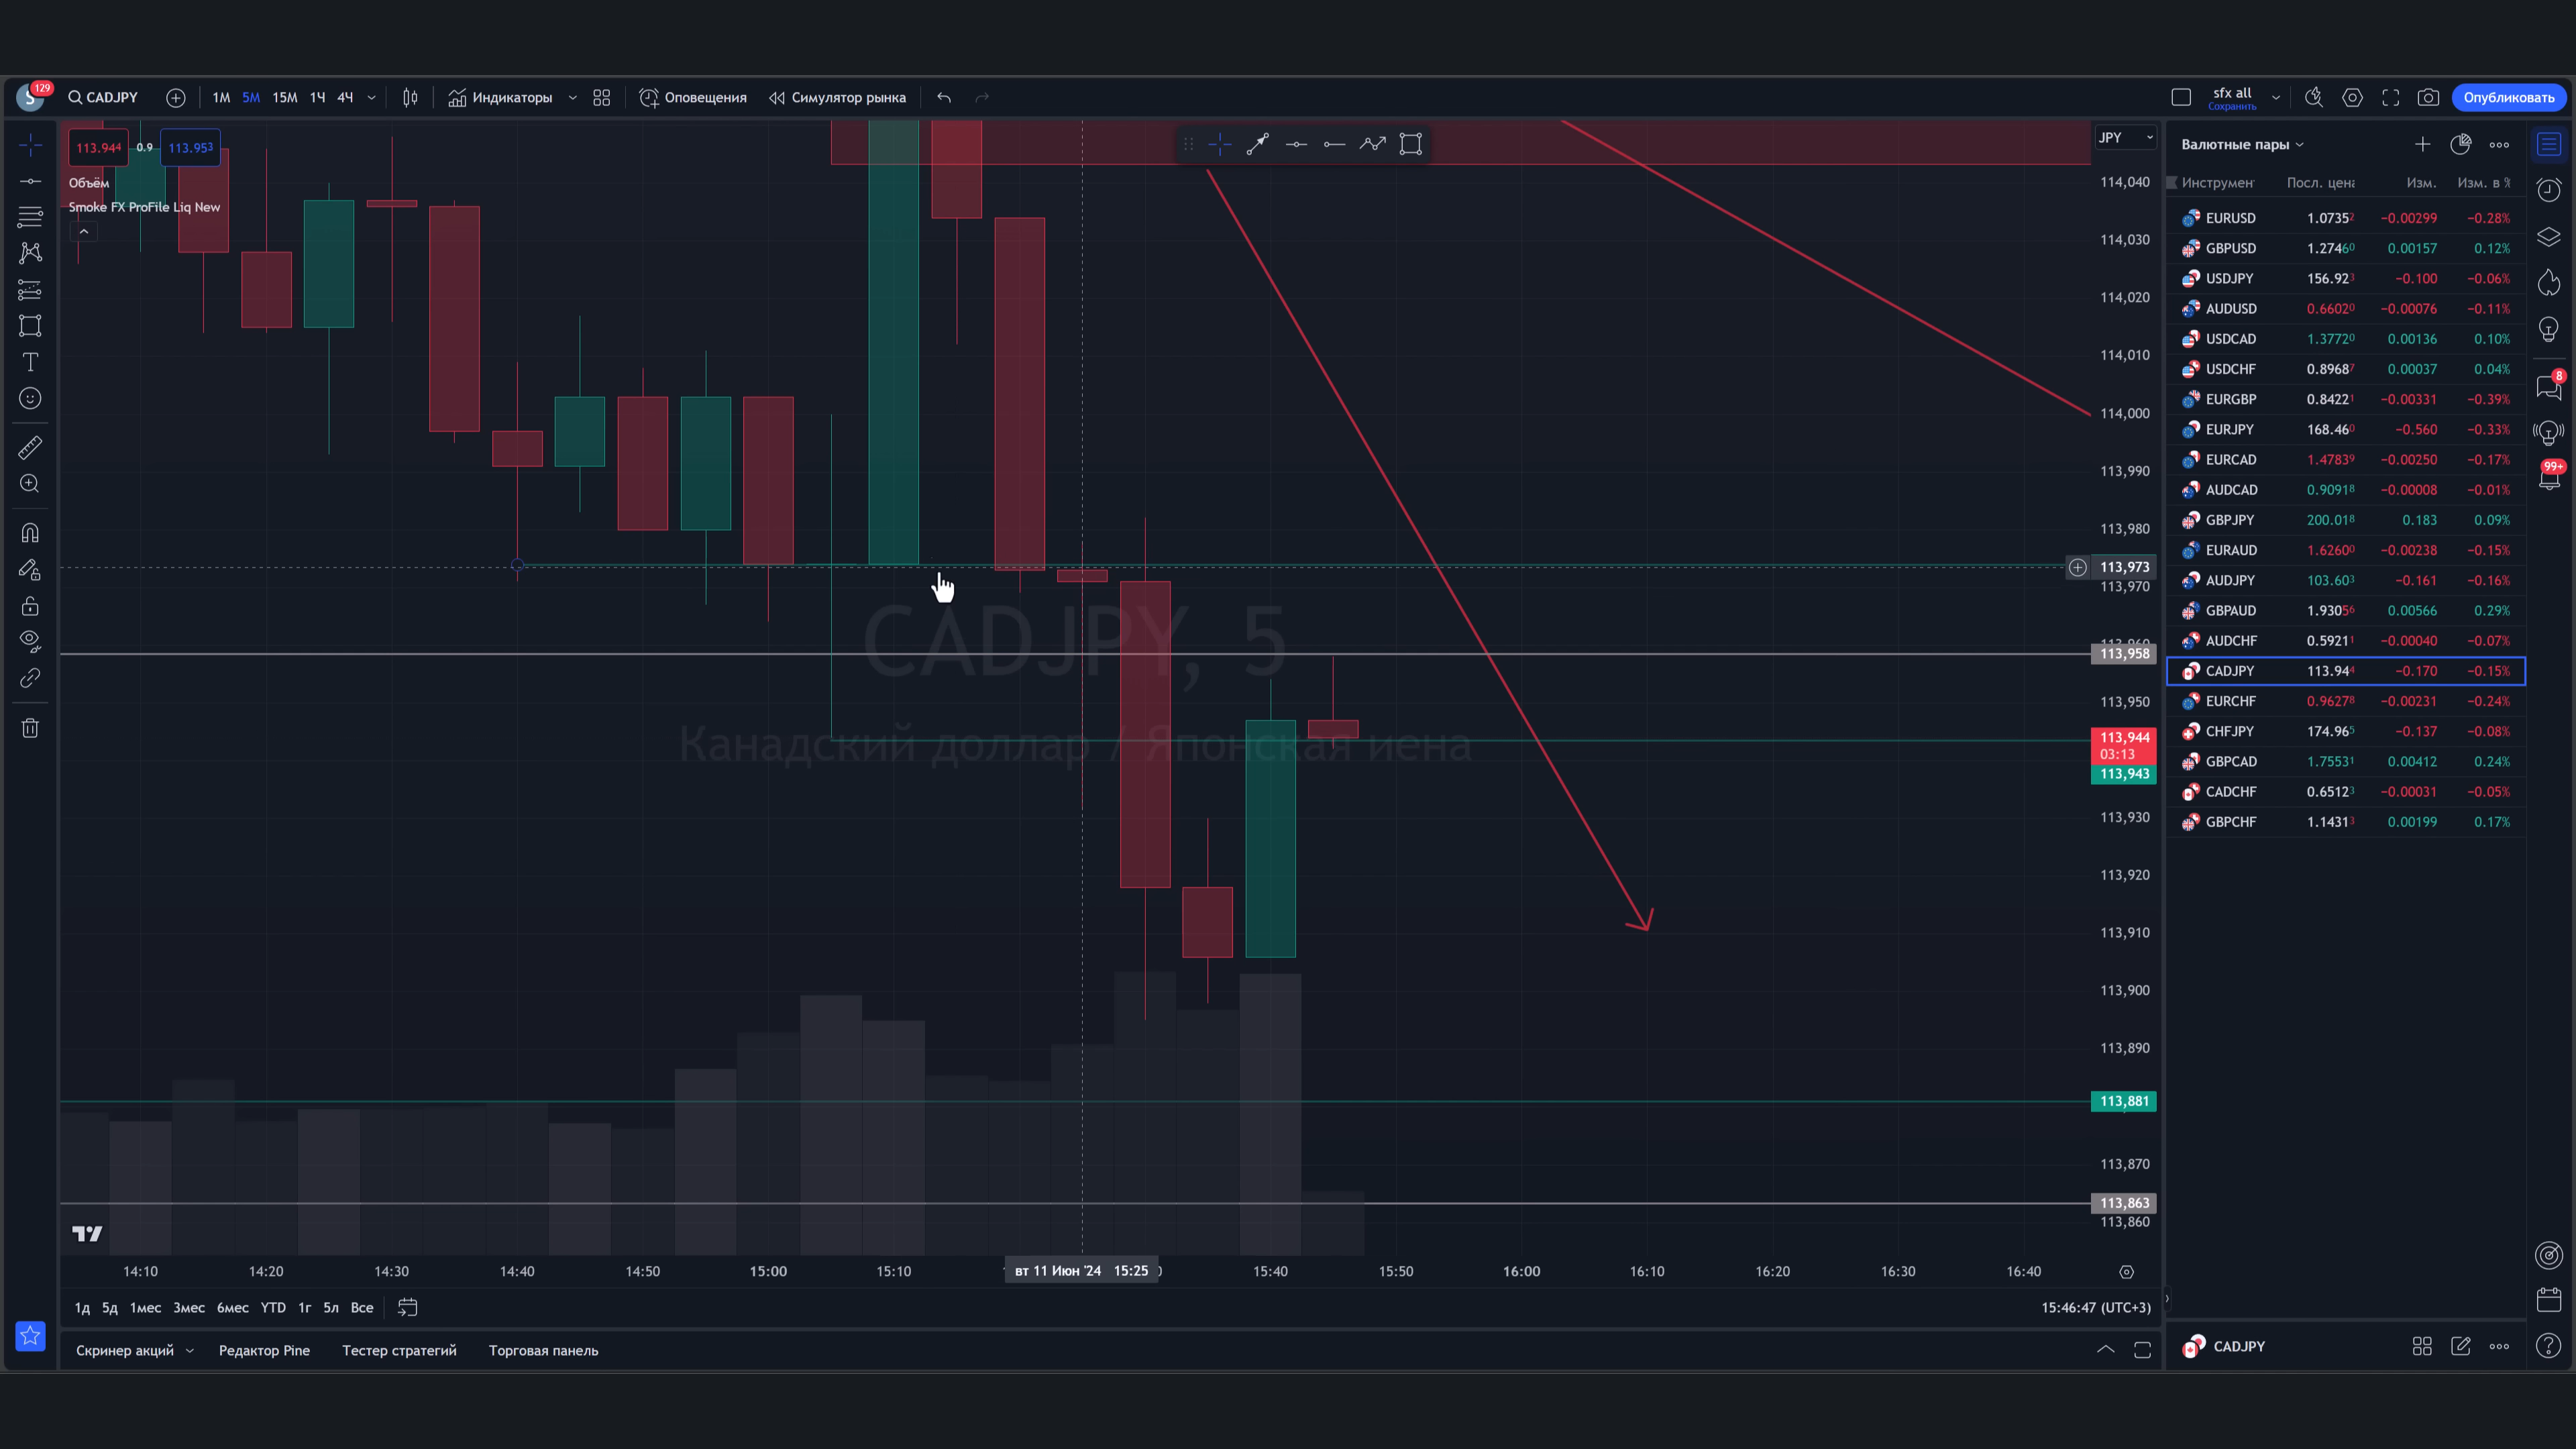 129
S
CADJPY
1М 5М 15М 1Ч 4Ч
Индикаторы
Оповещения
Симулятор рынка
sfx all
Сохранить
Опубликовать
113.944 0.9 113.953
Объём
Smoke FX ProFile Liq New
JPY
114,040
114,030
114,020
114,010
114,000
113,990
113,980
113,973
113,970
113,958
113,950
113,944
03:13
113,943
113,930
113,920
113,910
113,900
113,890
113,881
113,870
113,863
113,860
CADJPY, 5
Канадский доллар / Японская иена
14:10 14:20 14:30 14:40 14:50 15:00 15:10 вт 11 Июн '24 15:25 15:40 15:50 16:00 16:10 16:20 16:30 16:40
1д 5д 1мес 3мес 6мес YTD 1г 5л Все
15:46:47 (UTC+3)
Скринер акций Редактор Pine Тестер стратегий Торговая панель
Валютные пары
Инструмен Посл. цена Изм. Изм. в %
EURUSD 1.07352 −0.00299 −0.28%
GBPUSD 1.27460 0.00157 0.12%
USDJPY 156.923 −0.100 −0.06%
AUDUSD 0.66020 −0.00076 −0.11%
USDCAD 1.37720 0.00136 0.10%
USDCHF 0.89687 0.00037 0.04%
EURGBP 0.84221 −0.00331 −0.39%
EURJPY 168.460 −0.560 −0.33%
EURCAD 1.47839 −0.00250 −0.17%
AUDCAD 0.90918 −0.00008 −0.01%
GBPJPY 200.018 0.183 0.09%
EURAUD 1.62600 −0.00238 −0.15%
AUDJPY 103.603 −0.161 −0.16%
GBPAUD 1.93056 0.00566 0.29%
AUDCHF 0.59211 −0.00040 −0.07%
CADJPY 113.944 −0.170 −0.15%
EURCHF 0.96278 −0.00231 −0.24%
CHFJPY 174.965 −0.137 −0.08%
GBPCAD 1.75531 0.00412 0.24%
CADCHF 0.65123 −0.00031 −0.05%
GBPCHF 1.14313 0.00199 0.17%
CADJPY
8
99+